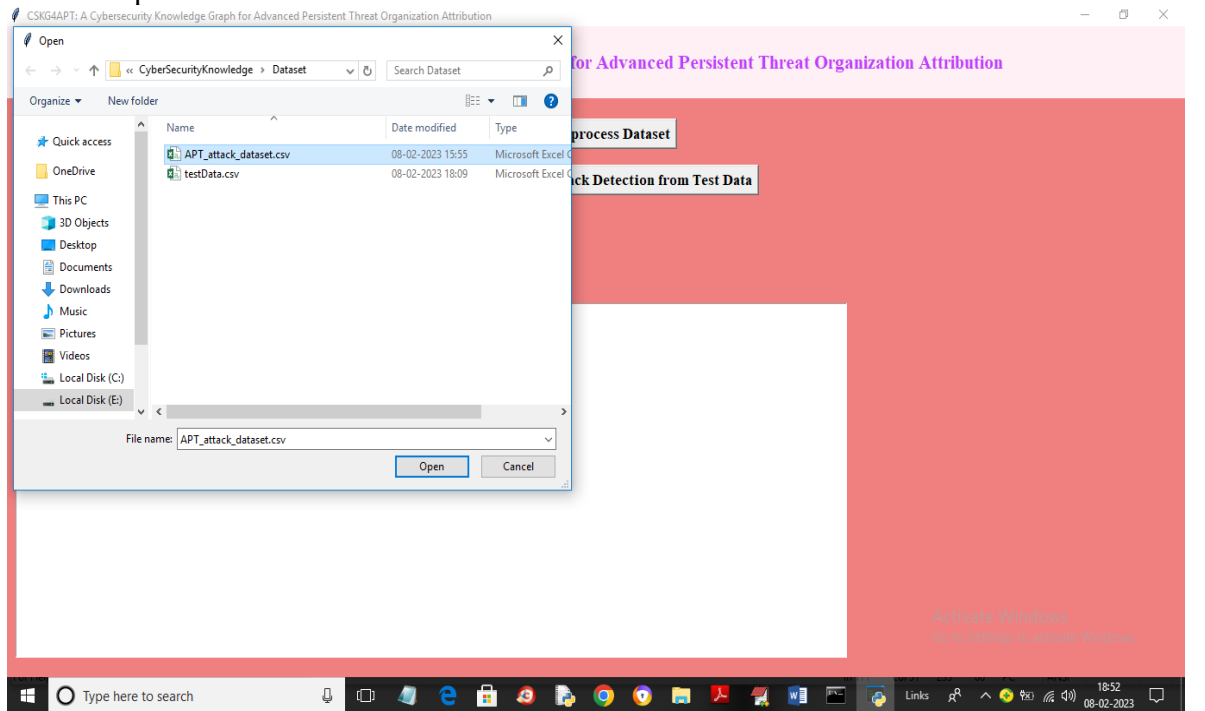 CSKG4APT: A Cybersecurity Knowledge Graph for Advanced Persistent Threat Organization Attribution
Open
for Advanced Persistent Threat Organization Attribution
« CyberSecurityKnowledge › Dataset
Search Dataset
Organize
New folder
Name
Date modified
Type
process Dataset
Quick access
APT_attack_dataset.csv
08-02-2023 15:55
Microsoft Excel
OneDrive
testData.csv
08-02-2023 18:09
Microsoft Excel
ck Detection from Test Data
This PC
3D Objects
Desktop
Documents
Downloads
Music
Pictures
Videos
Local Disk (C:)
Local Disk (E:)
File name:
APT_attack_dataset.csv
Open
Cancel
Activate Windows
Type here to search
Links
18:52
08-02-2023